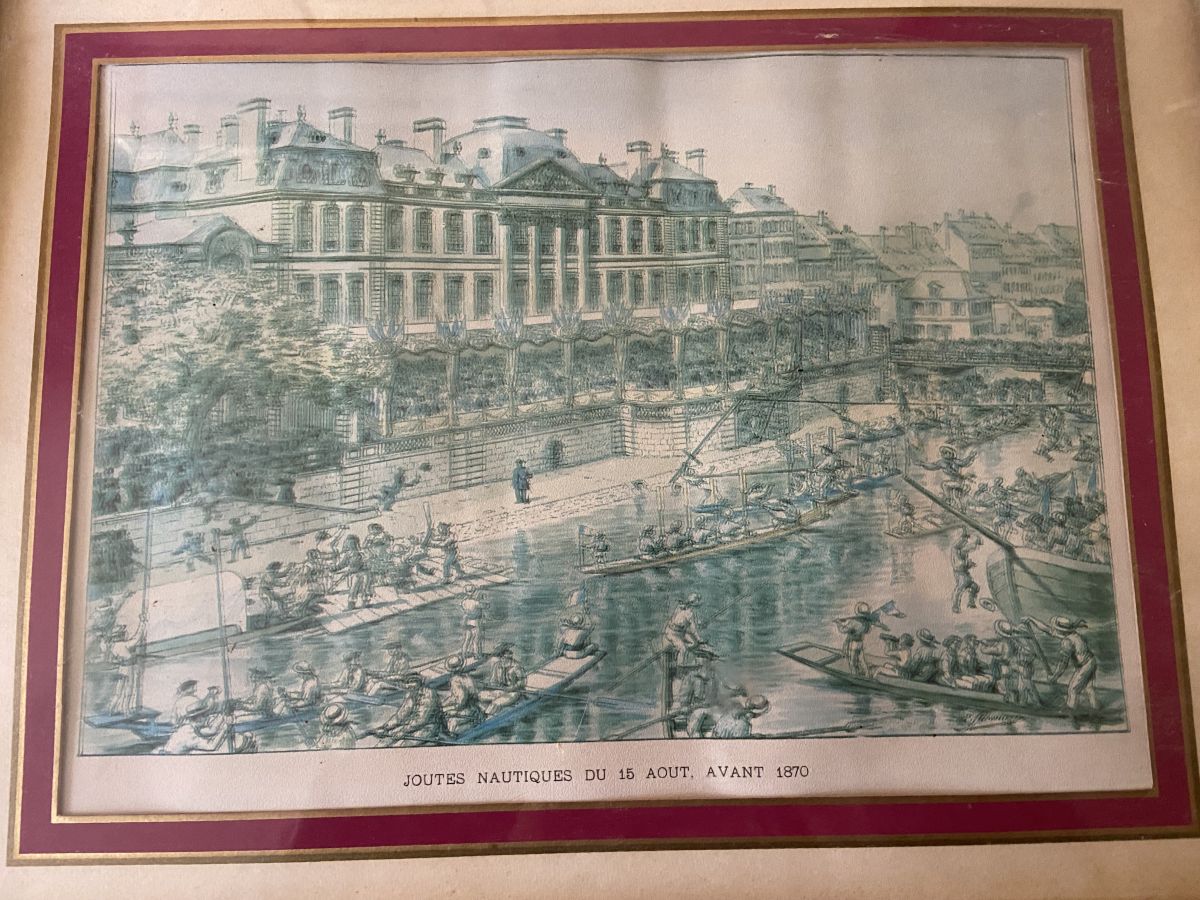 JOUTES NAUTIQUES DU 15 AOUT, AVANT 1870